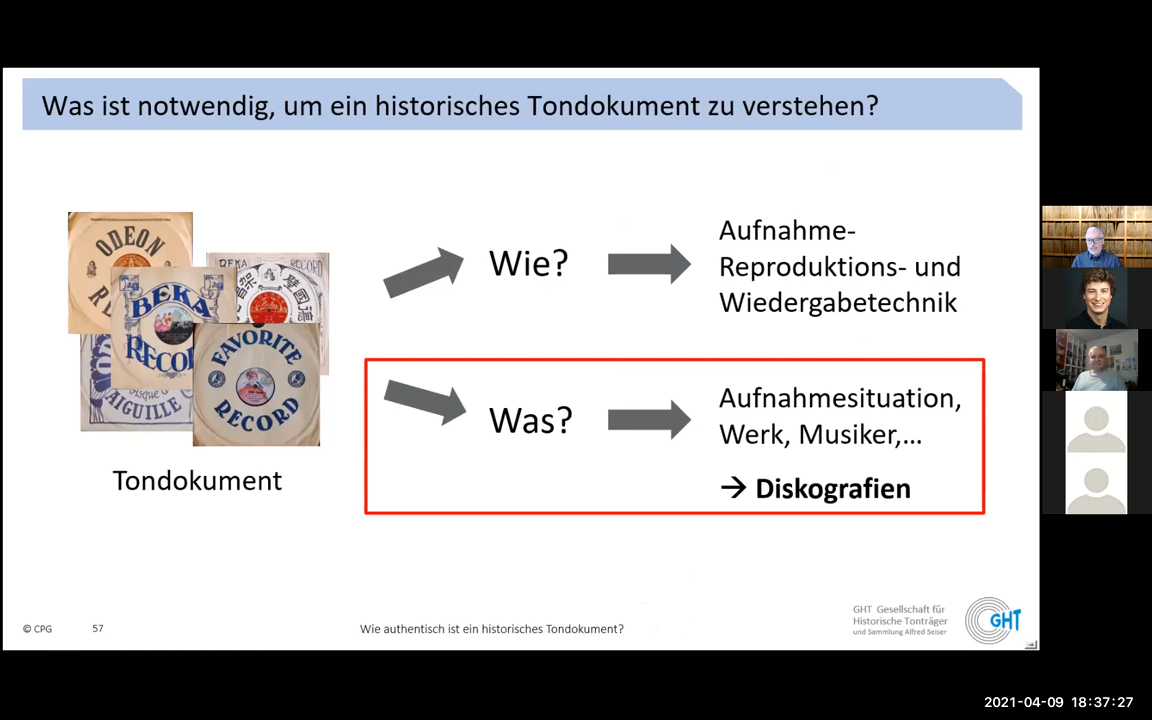 Was ist notwendig, um ein historisches Tondokument zu verstehen?
ODEON
BEKA RECORD
BEKA
FAVORITE
RECORD
AIGUILLE
Tondokument
Wie?
Aufnahme-
Reproduktions- und
Wiedergabetechnik
Was?
Aufnahmesituation,
Werk, Musiker,...
→ Diskografien
© CPG
57
Wie authentisch ist ein historisches Tondokument?
GHT Gesellschaft für
Historische Tonträger
und Sammlung Alfred Seiser
GHT
2021-04-09 18:37:27